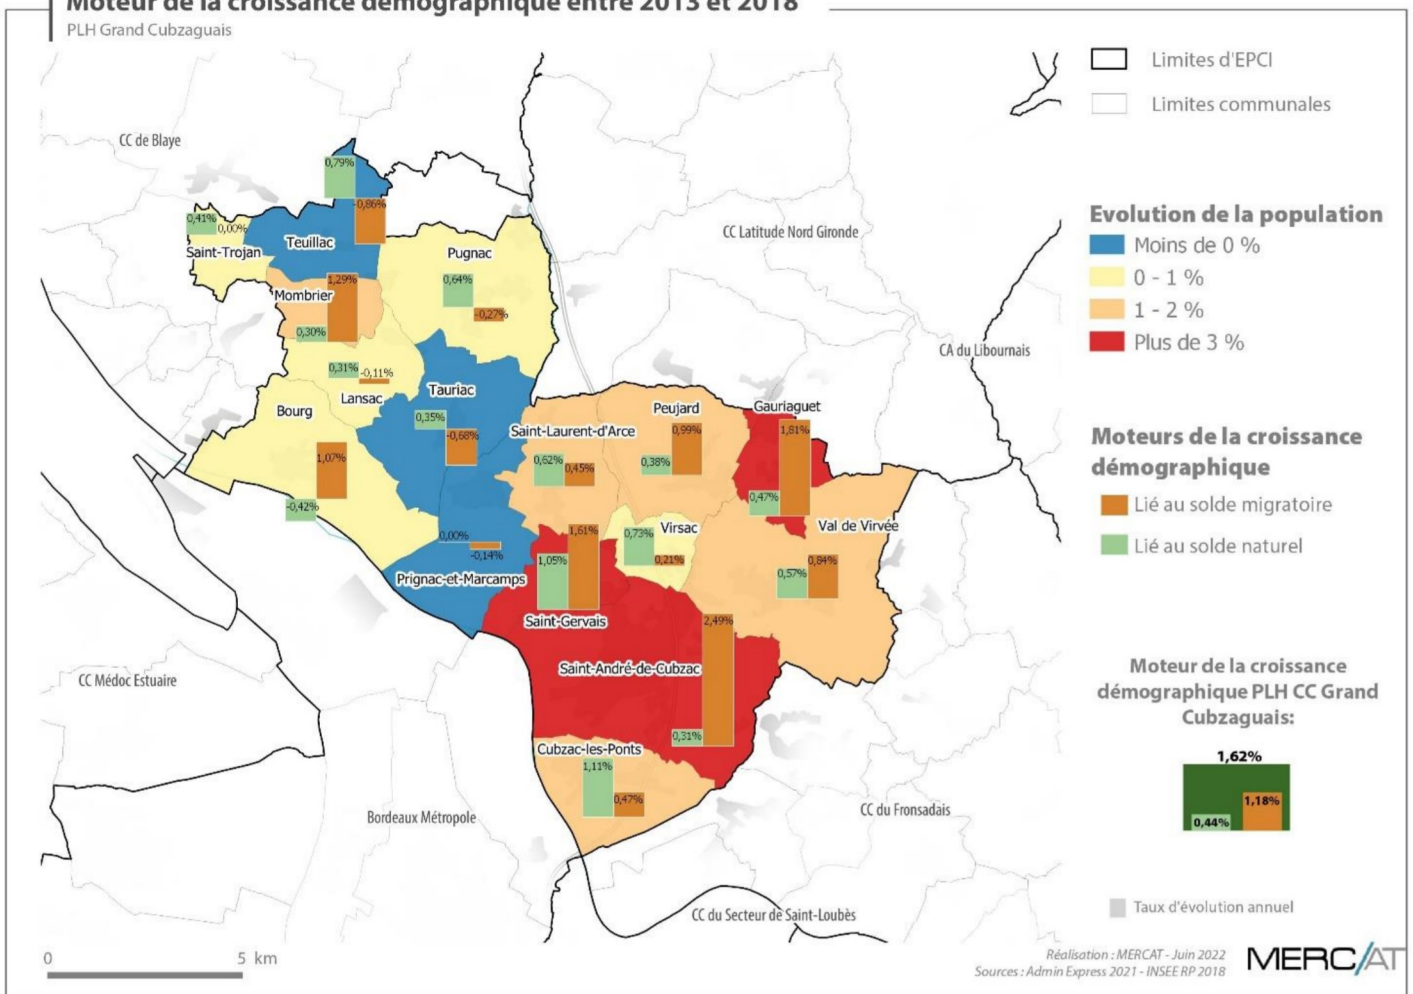 Moteur de la croissance démographique entre 2013 et 2018
PLH Grand Cubzaguais
Limites d'EPCI
Limites communales
Evolution de la population
Moins de 0 %
0 - 1 %
1 - 2 %
Plus de 3 %
Moteurs de la croissance
démographique
Lié au solde migratoire
Lié au solde naturel
Moteur de la croissance
démographique PLH CC Grand
Cubzaguais:
1,62%
1,18%
0,44%
Taux d'évolution annuel
CC de Blaye
0,79%
-0,86%
0,41%
0,00%
Saint-Trojan
Teuillac
CC Latitude Nord Gironde
Pugnac
0,64%
-0,27%
1,29%
Mombrier
0,30%
CA du Libournais
0,31%
-0,11%
Lansac
Tauriac
0,35%
-0,68%
Bourg
1,07%
-0,42%
Saint-Laurent-d'Arce
0,62%
0,45%
Peujard
0,99%
0,38%
Gauriaguet
1,81%
0,47%
Val de Virvée
0,84%
0,57%
Virsac
0,73%
0,21%
0,00%
-0,14%
Prignac-et-Marcamps
1,61%
1,05%
Saint-Gervais
2,49%
Saint-André-de-Cubzac
0,31%
CC Médoc Estuaire
Cubzac-les-Ponts
1,11%
0,47%
Bordeaux Métropole
CC du Fronsadais
CC du Secteur de Saint-Loubès
0
5 km
Réalisation : MERCAT - Juin 2022
Sources : Admin Express 2021 - INSEE RP 2018
MERC/AT